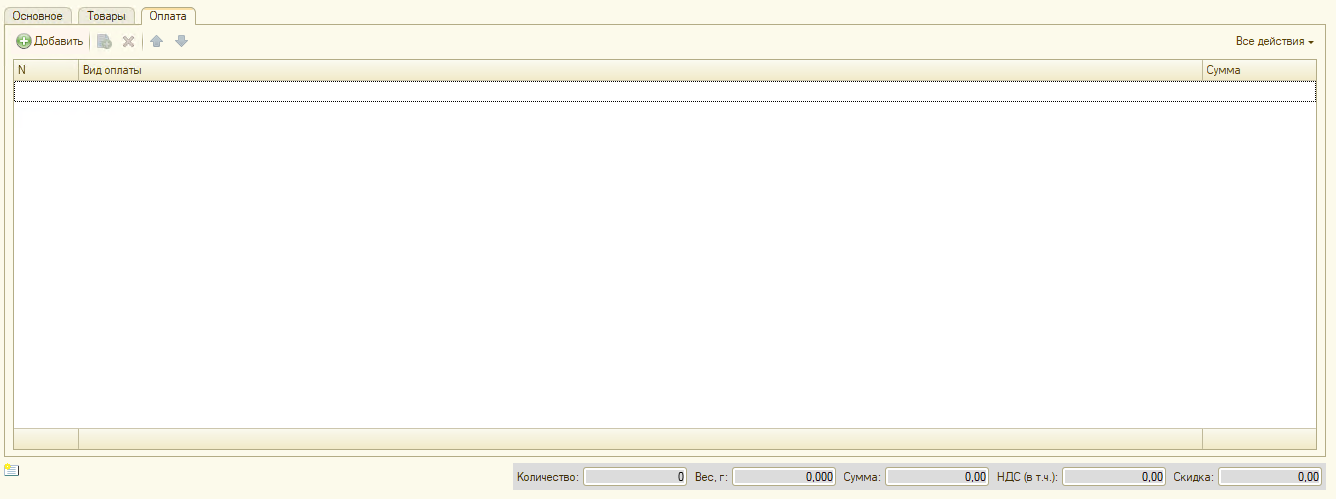 Основное Товары Оплата
Добавить Все действия
N Вид оплаты Сумма
Количество: 0 Вес, г: 0,000 Сумма: 0,00 НДС (в т.ч.): 0,00 Скидка: 0,00